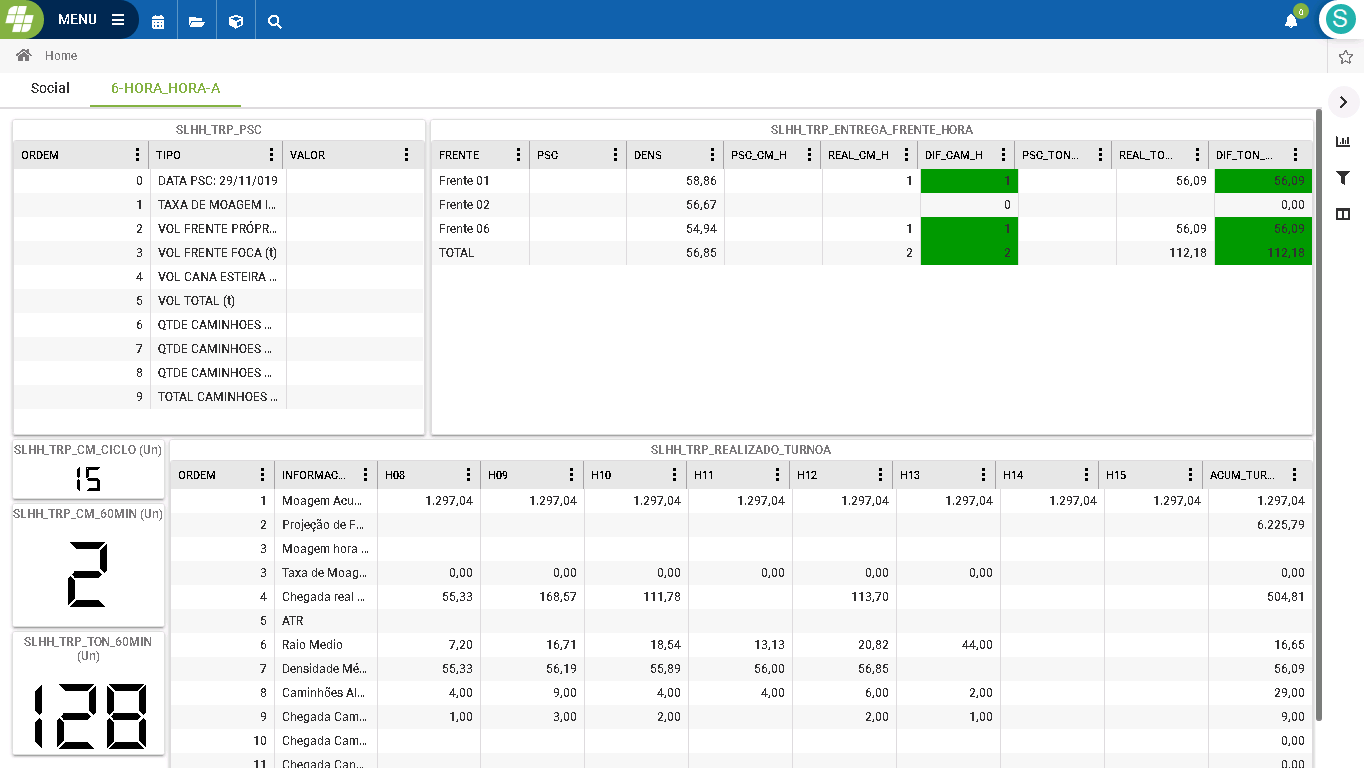 MENU
0
S
Home
Social 6-HORA_HORA-A
SLHH_TRP_PSC
ORDEM TIPO VALOR
0 DATA PSC: 29/11/019
1 TAXA DE MOAGEM I...
2 VOL FRENTE PRÓPR...
3 VOL FRENTE FOCA (t)
4 VOL CANA ESTEIRA ...
5 VOL TOTAL (t)
6 QTDE CAMINHOES ...
7 QTDE CAMINHOES ...
8 QTDE CAMINHOES ...
9 TOTAL CAMINHOES ...
SLHH_TRP_ENTREGA_FRENTE_HORA
FRENTE PSC DENS PSC_CM_H REAL_CM_H DIF_CAM_H PSC_TON... REAL_TO... DIF_TON_...
Frente 01 58,86 1 1 56,09 56,09
Frente 02 56,67 0 0,00
Frente 06 54,94 1 1 56,09 56,09
TOTAL 56,85 2 2 112,18 112,18
SLHH_TRP_CM_CICLO (Un)
15
SLHH_TRP_CM_60MIN (Un)
2
SLHH_TRP_TON_60MIN
(Un)
128
SLHH_TRP_REALIZADO_TURNOA
ORDEM INFORMAC... H08 H09 H10 H11 H12 H13 H14 H15 ACUM_TUR...
1 Moagem Acu... 1.297,04 1.297,04 1.297,04 1.297,04 1.297,04 1.297,04 1.297,04 1.297,04 1.297,04
2 Projeção de F... 6.225,79
3 Moagem hora ...
3 Taxa de Moag... 0,00 0,00 0,00 0,00 0,00 0,00 0,00
4 Chegada real ... 55,33 168,57 111,78 113,70 504,81
5 ATR
6 Raio Medio 7,20 16,71 18,54 13,13 20,82 44,00 16,65
7 Densidade Mé... 55,33 56,19 55,89 56,00 56,85 56,09
8 Caminhões Al... 4,00 9,00 4,00 4,00 6,00 2,00 29,00
9 Chegada Cam... 1,00 3,00 2,00 2,00 1,00 9,00
10 Chegada Cam... 0,00
11 Chegada Can... 0,00